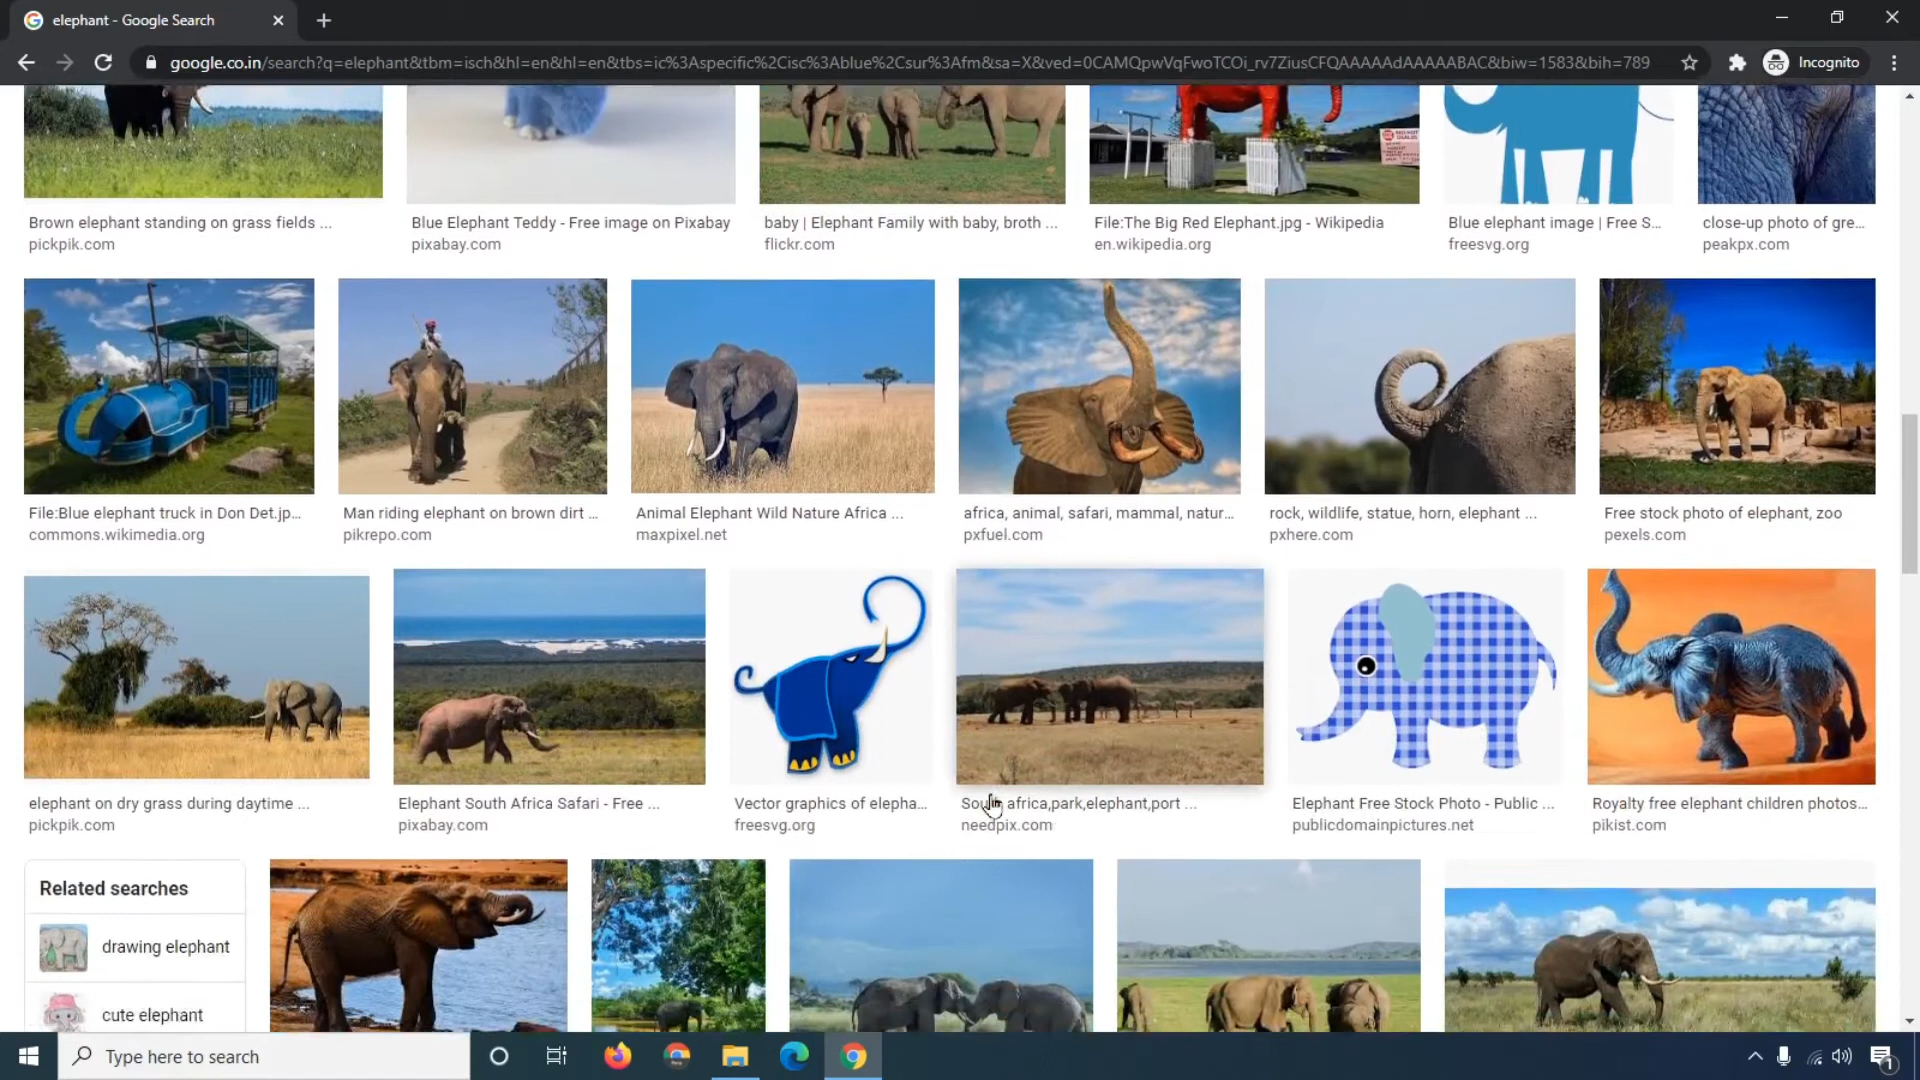 elephant - Google Search
google.co.in/search?q=elephant&tbm=isch&hl=en&hl=en&tbs=ic%3Aspecific%2Cisc%3Ablue%2Csur%3Afm&sa=X&ved=0CAMQpwVqFwoTCOi_rv7ZiusCFQAAAAAdAAAAABAC&biw=1583&bih=789
Incognito
Brown elephant standing on grass fields ...
pickpik.com
Blue Elephant Teddy - Free image on Pixabay
pixabay.com
baby | Elephant Family with baby, broth ...
flickr.com
File:The Big Red Elephant.jpg - Wikipedia
en.wikipedia.org
Blue elephant image | Free S...
freesvg.org
close-up photo of gre...
peakpx.com
File:Blue elephant truck in Don Det.jp...
commons.wikimedia.org
Man riding elephant on brown dirt ...
pikrepo.com
Animal Elephant Wild Nature Africa ...
maxpixel.net
africa, animal, safari, mammal, natur...
pxfuel.com
rock, wildlife, statue, horn, elephant ...
pxhere.com
Free stock photo of elephant, zoo
pexels.com
elephant on dry grass during daytime ...
pickpik.com
Elephant South Africa Safari - Free ...
pixabay.com
Vector graphics of elepha...
freesvg.org
South africa,park,elephant,port ...
needpix.com
Elephant Free Stock Photo - Public ...
publicdomainpictures.net
Royalty free elephant children photos...
pikist.com
Related searches
drawing elephant
cute elephant
Type here to search
1